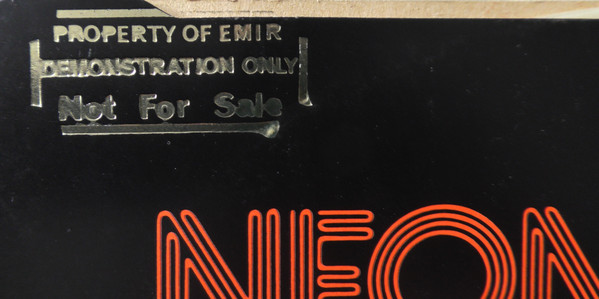 PROPERTY OF EMIR
DEMONSTRATION ONLY
Not For Sale
NEON